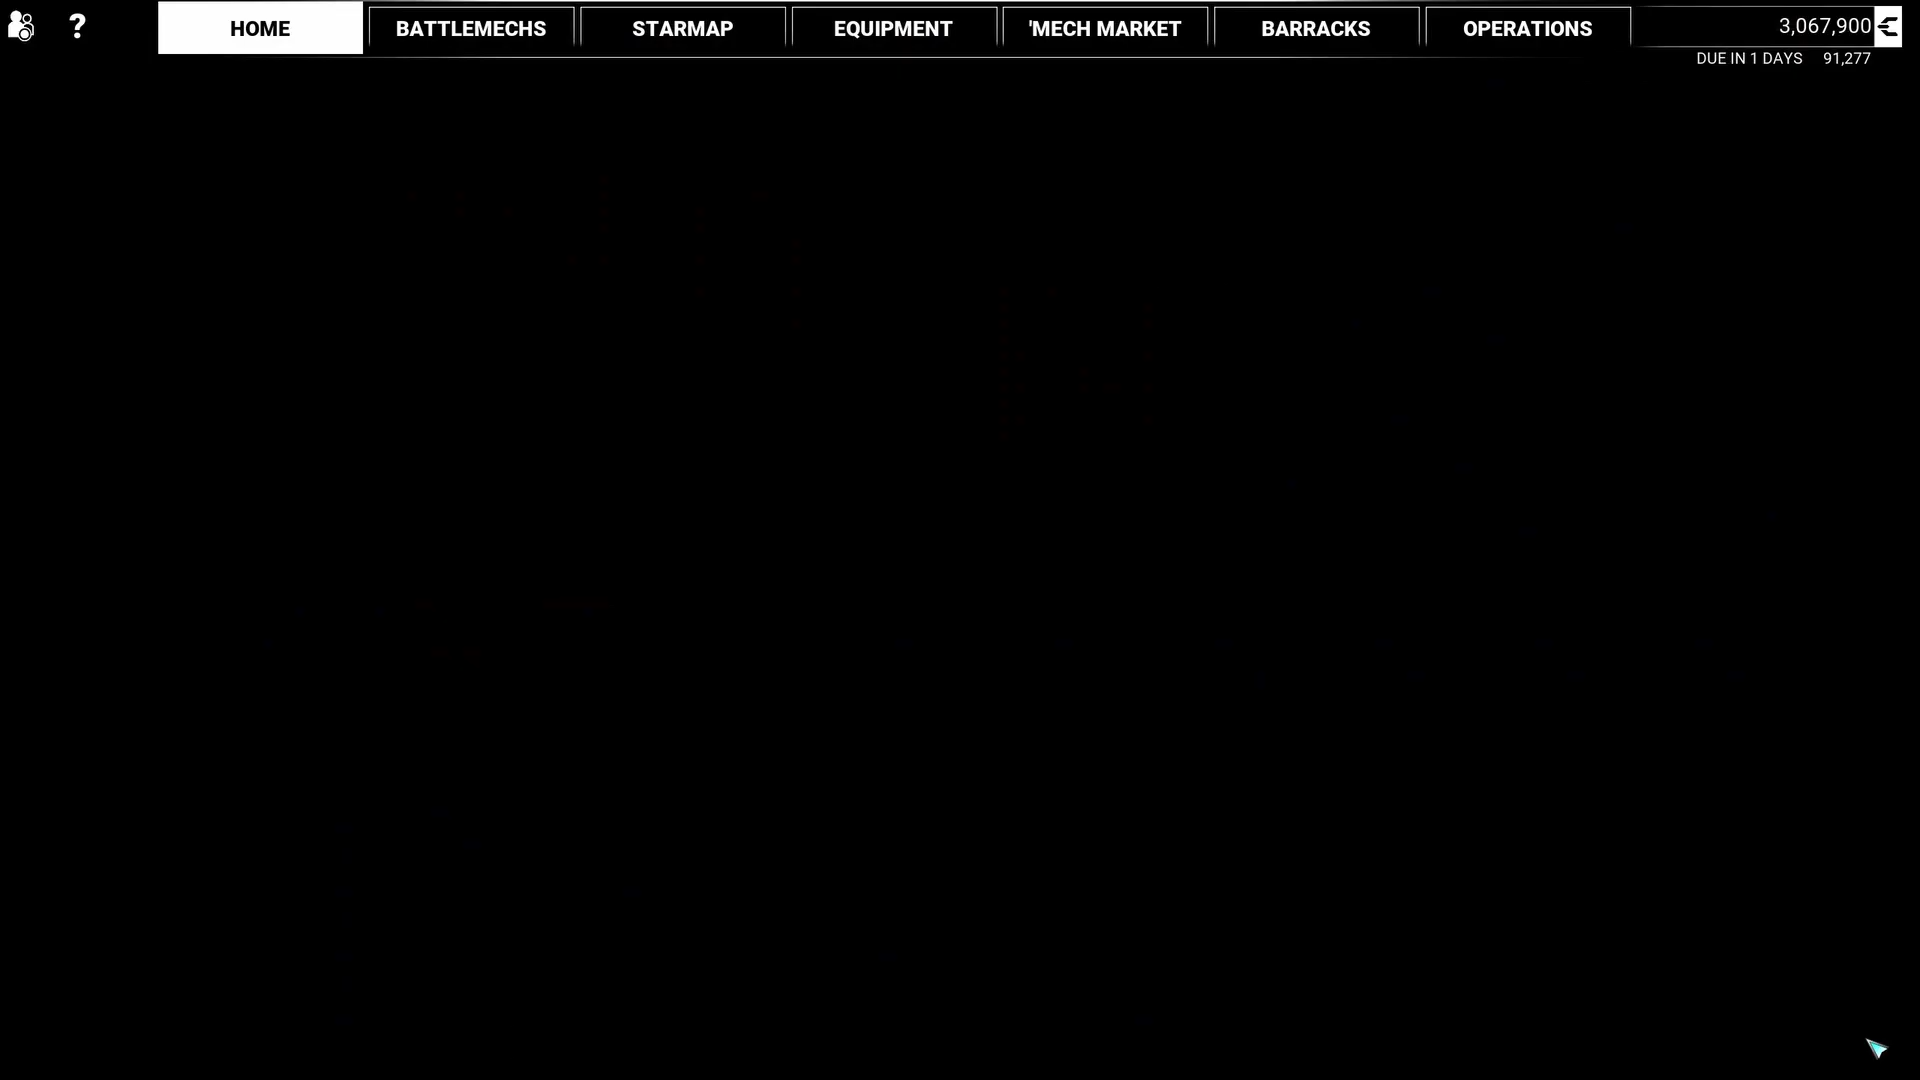 ?
HOME
BATTLEMECHS
STARMAP
EQUIPMENT
'MECH MARKET
BARRACKS
OPERATIONS
3,067,900
DUE IN 1 DAYS 91,277